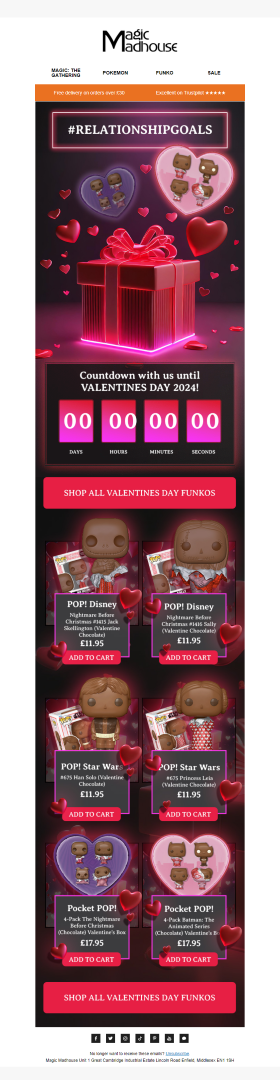 Magic
Madhouse
MAGIC: THE
GATHERING
POKEMON
FUNKO
SALE
Free delivery on orders over £30
Excellent on Trustpilot ★★★★★
#RELATIONSHIPGOALS
Countdown with us until
VALENTINES DAY 2024!
00 00 00 00
DAYS HOURS MINUTES SECONDS
SHOP ALL VALENTINES DAY FUNKOS
POP! Disney
Nightmare Before
Christmas #1415 Jack
Skellington (Valentine
Chocolate)
£11.95
ADD TO CART
POP! Disney
Nightmare Before
Christmas #1416 Sally
(Valentine Chocolate)
£11.95
ADD TO CART
POP! Star Wars
#675 Han Solo (Valentine
Chocolate)
£11.95
ADD TO CART
POP! Star Wars
#675 Princess Leia
(Valentine Chocolate)
£11.95
ADD TO CART
Pocket POP!
4-Pack The Nightmare
Before Christmas
(Chocolate) Valentine's Box
£17.95
ADD TO CART
Pocket POP!
4-Pack Batman: The
Animated Series
(Chocolate) Valentine's B
£17.95
ADD TO CART
SHOP ALL VALENTINES DAY FUNKOS
No longer want to receive these emails? Unsubscribe
Magic Madhouse Unit 1 Great Cambridge Industrial Estate Lincoln Road Enfield, Middlesex EN1 1SH